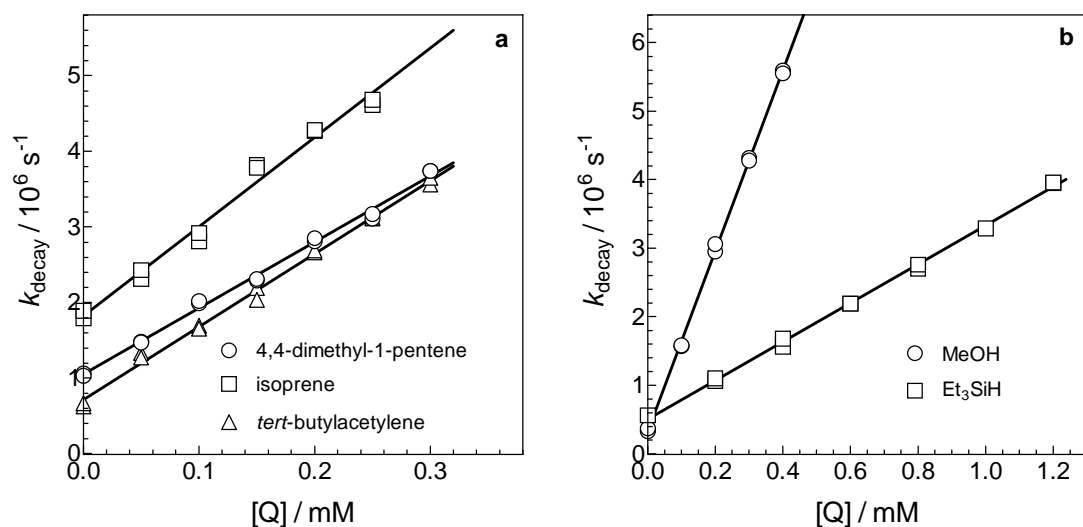 a
5
4
3
2
1
0
k_decay / 10^6 s^-1
4,4-dimethyl-1-pentene
isoprene
tert-butylacetylene
0.0 0.1 0.2 0.3
[Q] / mM
b
6
5
4
3
2
1
0
k_decay / 10^6 s^-1
MeOH
Et₃SiH
0.0 0.2 0.4 0.6 0.8 1.0 1.2
[Q] / mM